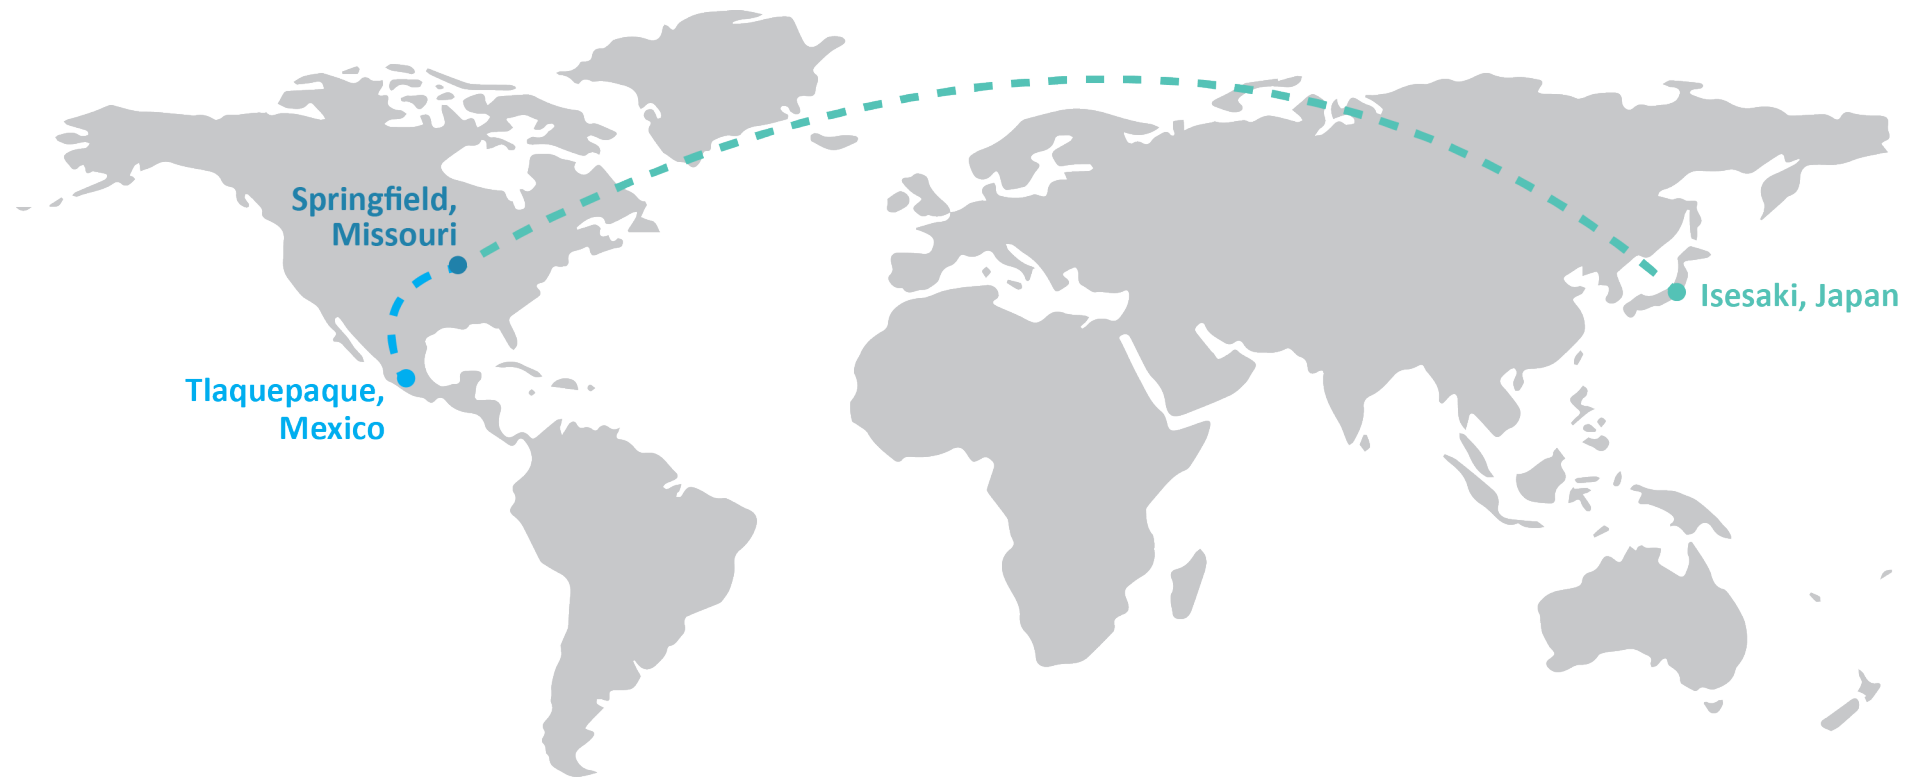 Springfield,
Missouri
Isesaki, Japan
Tlaquepaque,
Mexico